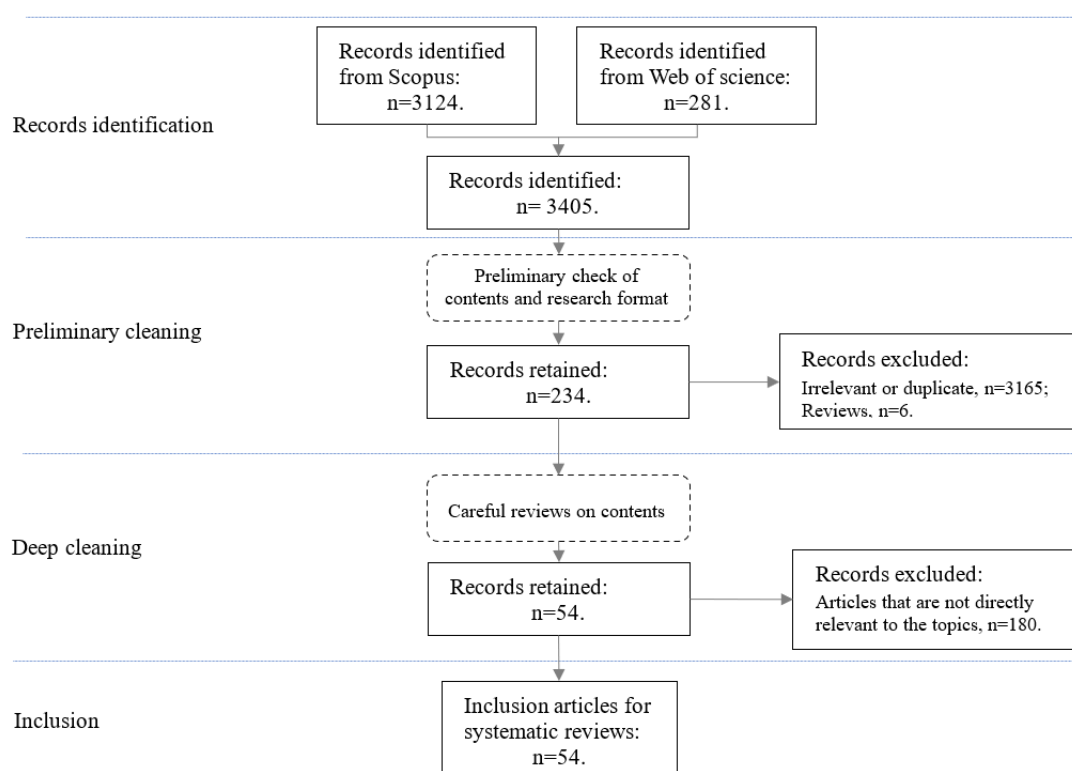 Records identified
from Scopus:
n=3124.
Records identified
from Web of science:
n=281.
Records identification
Records identified:
n= 3405.
Preliminary check of
contents and research format
Preliminary cleaning
Records retained:
n=234.
Records excluded:
Irrelevant or duplicate, n=3165;
Reviews, n=6.
Careful reviews on contents
Deep cleaning
Records retained:
n=54.
Records excluded:
Articles that are not directly
relevant to the topics, n=180.
Inclusion
Inclusion articles for
systematic reviews:
n=54.